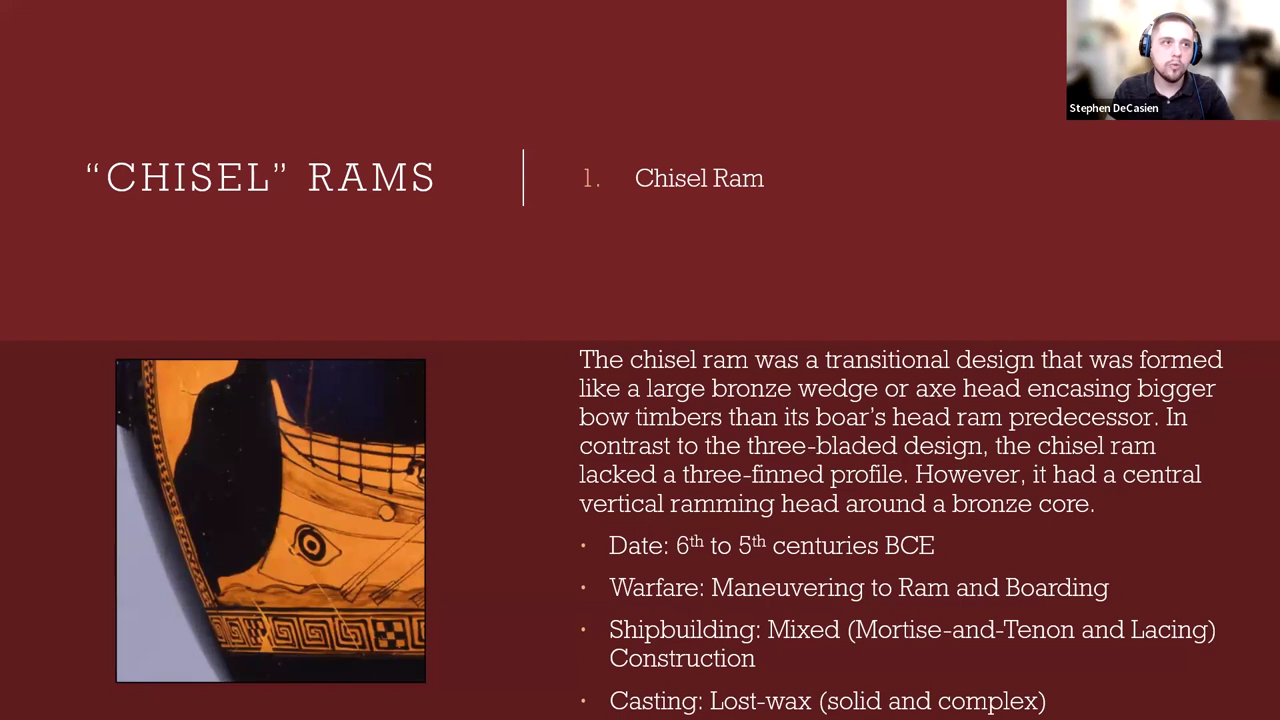 Stephen DeCasien
“CHISEL” RAMS
1. Chisel Ram
The chisel ram was a transitional design that was formed
like a large bronze wedge or axe head encasing bigger
bow timbers than its boar’s head ram predecessor. In
contrast to the three-bladed design, the chisel ram
lacked a three-finned profile. However, it had a central
vertical ramming head around a bronze core.
· Date: 6th to 5th centuries BCE
· Warfare: Maneuvering to Ram and Boarding
· Shipbuilding: Mixed (Mortise-and-Tenon and Lacing)
Construction
· Casting: Lost-wax (solid and complex)